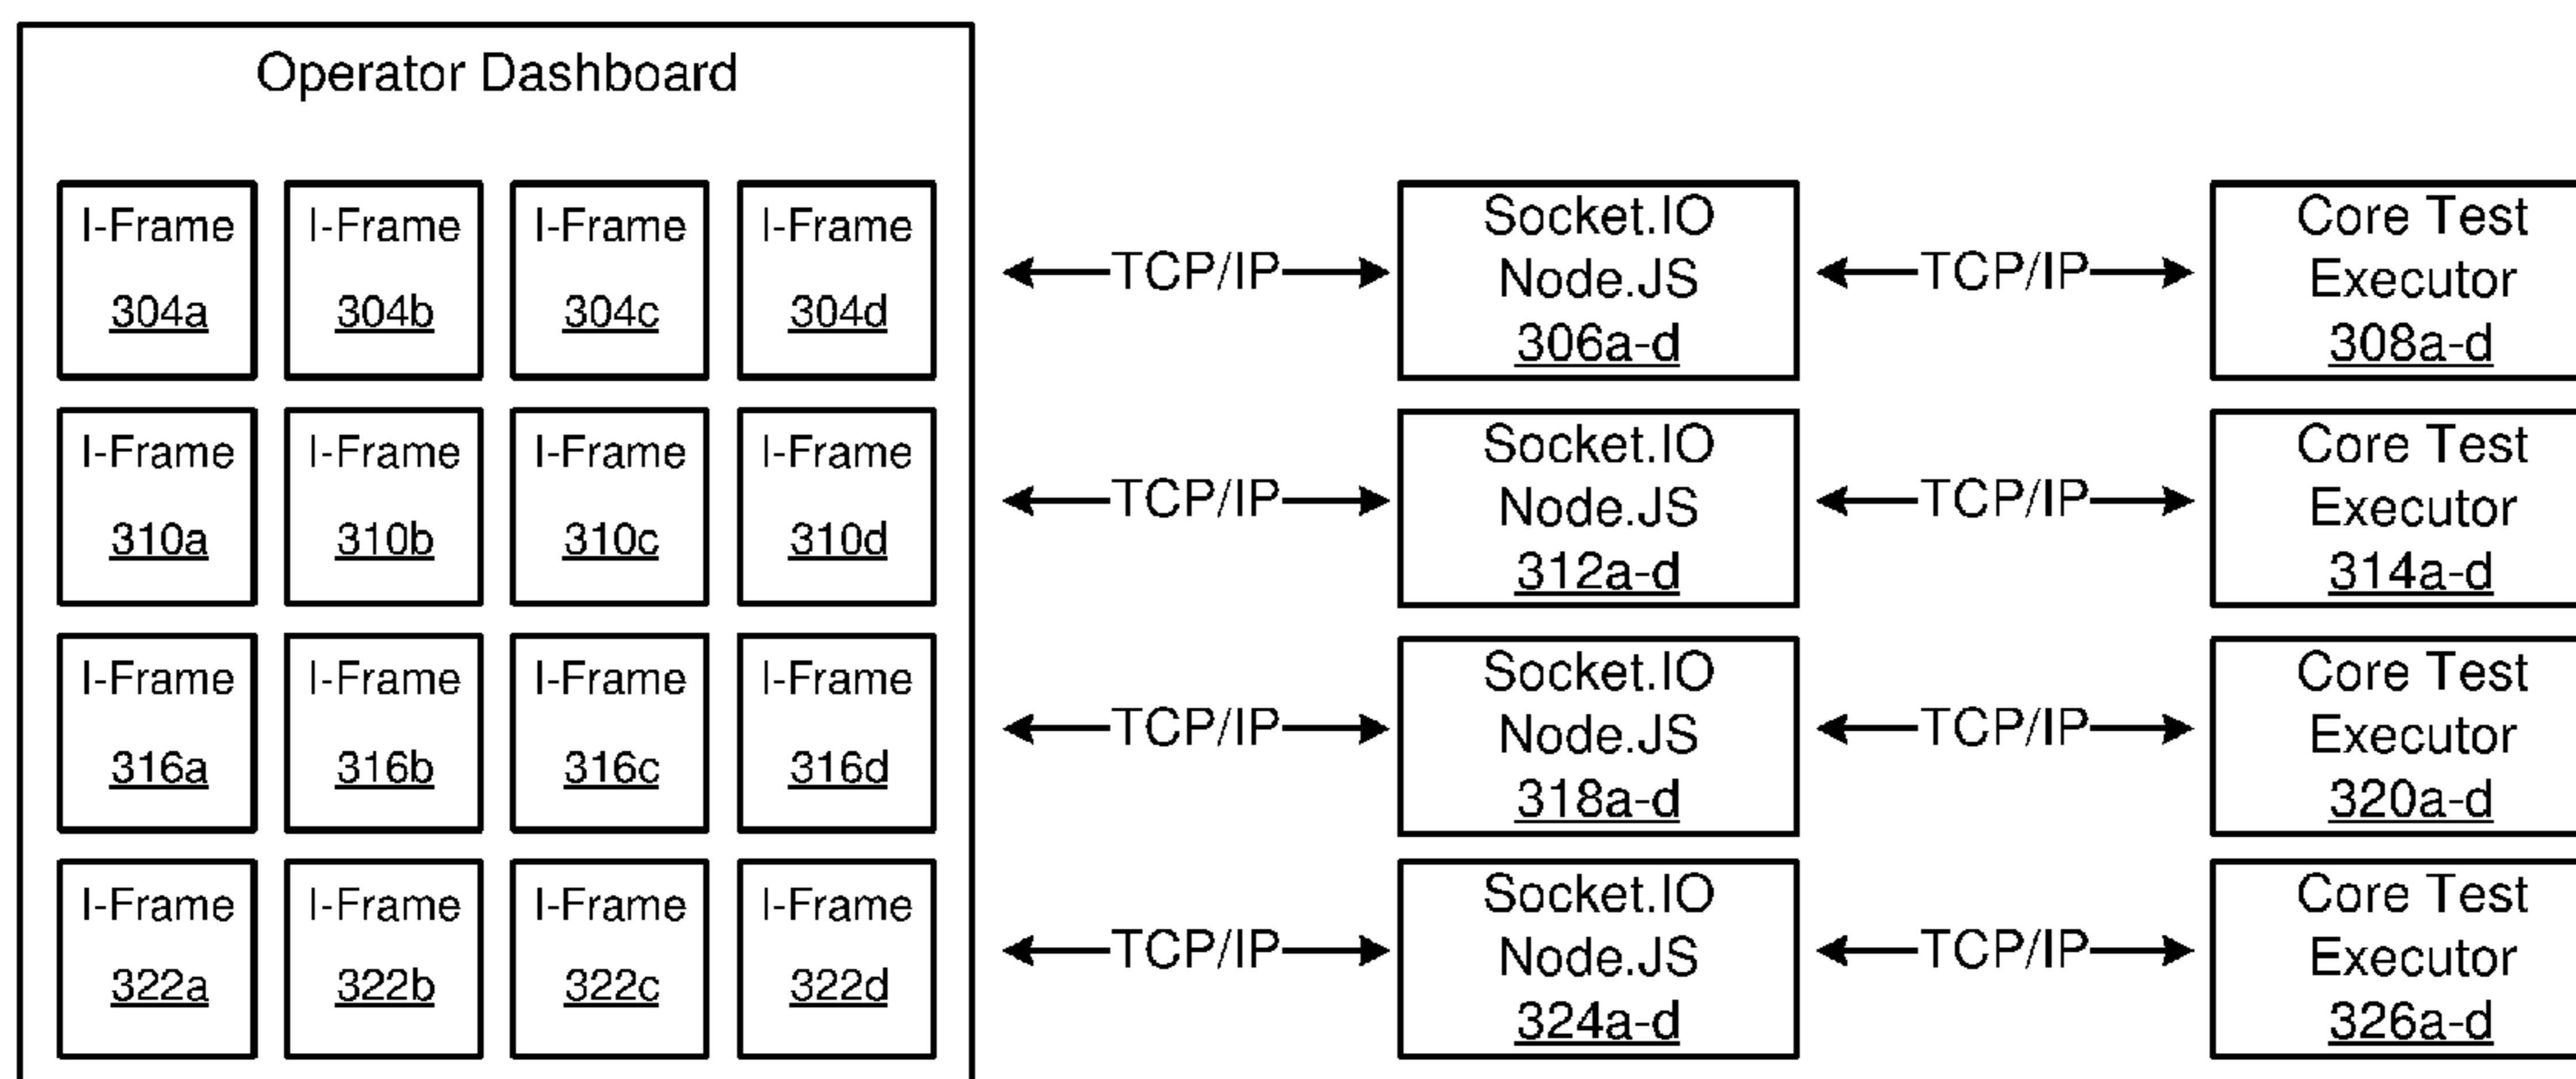 Operator Dashboard
I-Frame I-Frame I-Frame I-Frame
304a 304b 304c 304d
TCP/IP
Socket.IO
Node.JS
306a-d
TCP/IP
Core Test
Executor
308a-d
I-Frame I-Frame I-Frame I-Frame
310a 310b 310c 310d
TCP/IP
Socket.IO
Node.JS
312a-d
TCP/IP
Core Test
Executor
314a-d
I-Frame I-Frame I-Frame I-Frame
316a 316b 316c 316d
TCP/IP
Socket.IO
Node.JS
318a-d
TCP/IP
Core Test
Executor
320a-d
I-Frame I-Frame I-Frame I-Frame
322a 322b 322c 322d
TCP/IP
Socket.IO
Node.JS
324a-d
TCP/IP
Core Test
Executor
326a-d